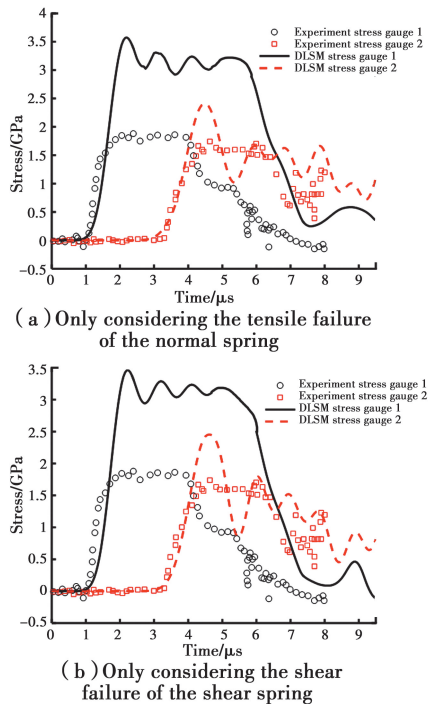 Stress/GPa
4
3.5
3
2.5
2
1.5
1
0.5
0
-0.5
Experiment stress gauge 1
Experiment stress gauge 2
DLSM stress gauge 1
DLSM stress gauge 2
0 1 2 3 4 5 6 7 8 9
Time/μs
(a)Only considering the tensile failure
of the normal spring
Stress/GPa
3.5
3
2.5
2
1.5
1
0.5
0
-0.5
Experiment stress gauge 1
Experiment stress gauge 2
DLSM stress gauge 1
DLSM stress gauge 2
0 1 2 3 4 5 6 7 8 9
Time/μs
(b)Only considering the shear
failure of the shear spring